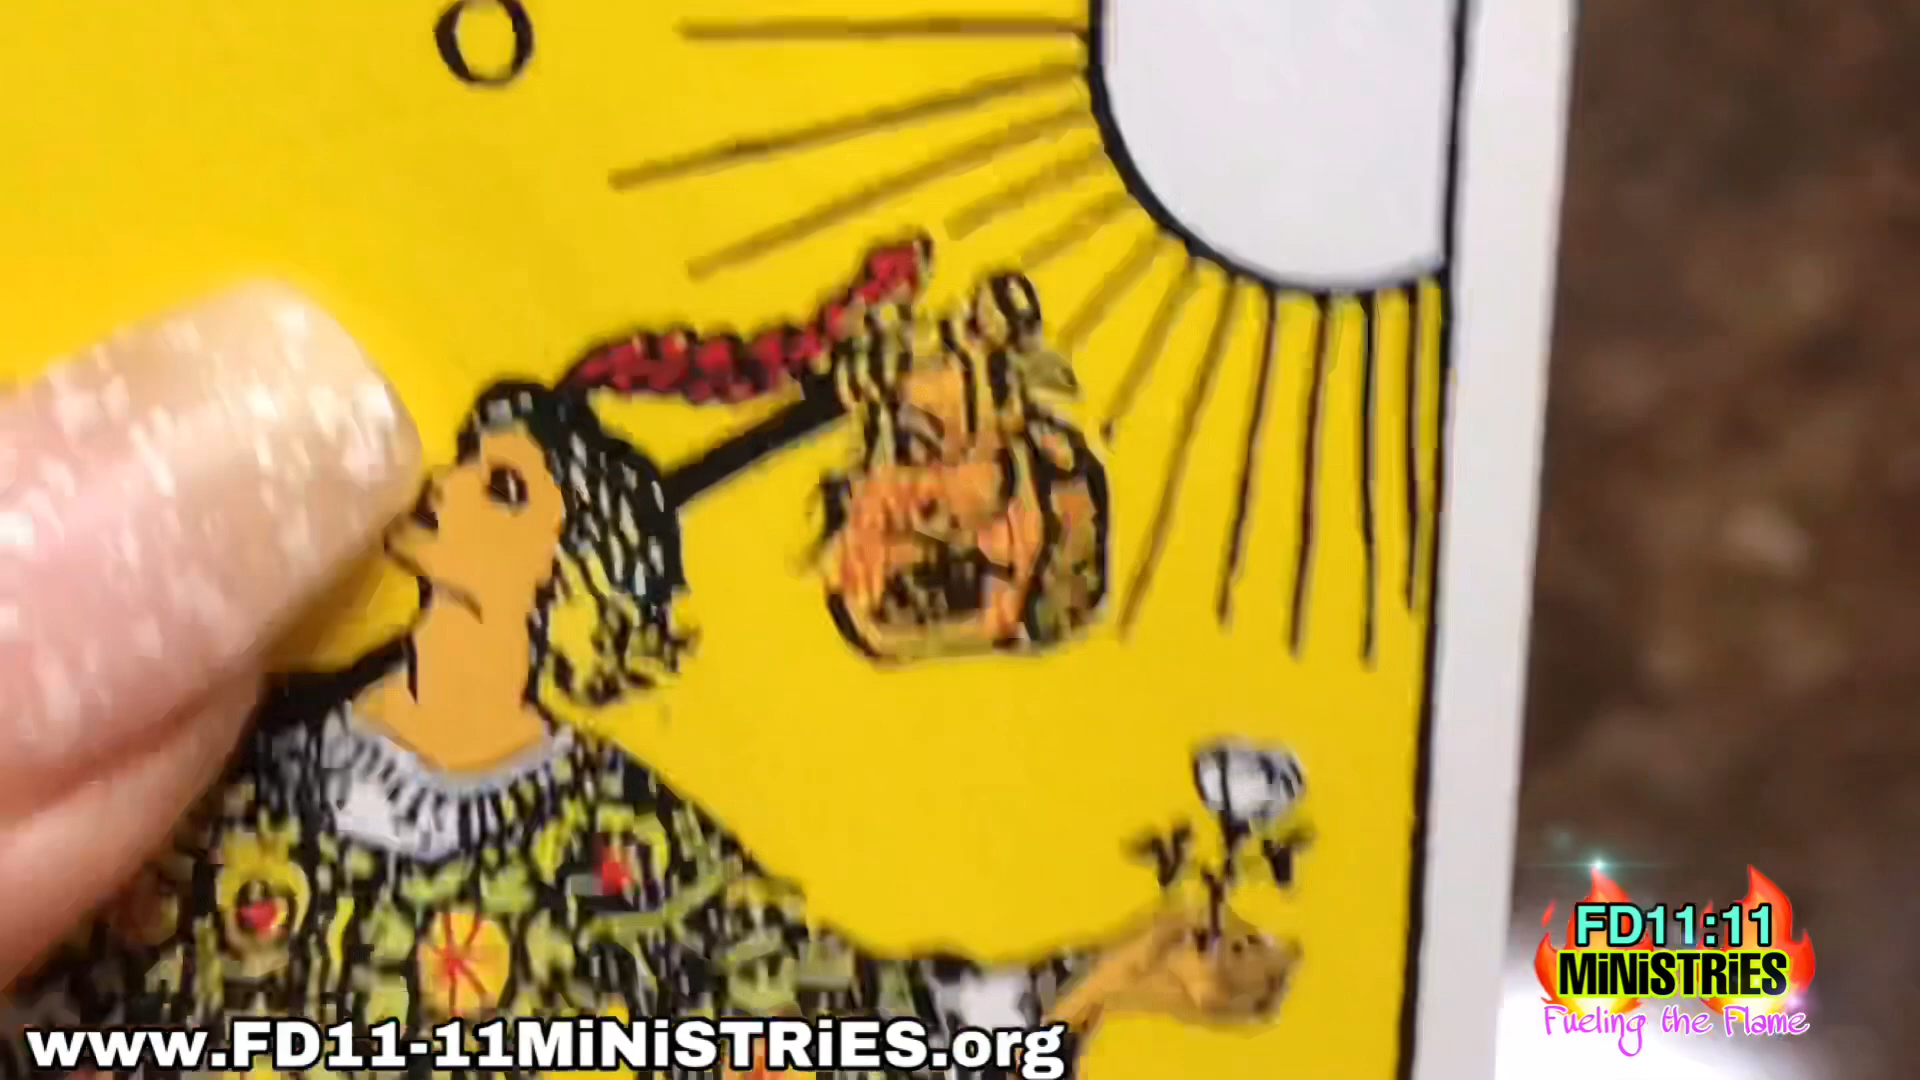 0
FD11:11
MiNiSTRiES
Fueling the Flame
www.FD11-11MiNiSTRiES.org